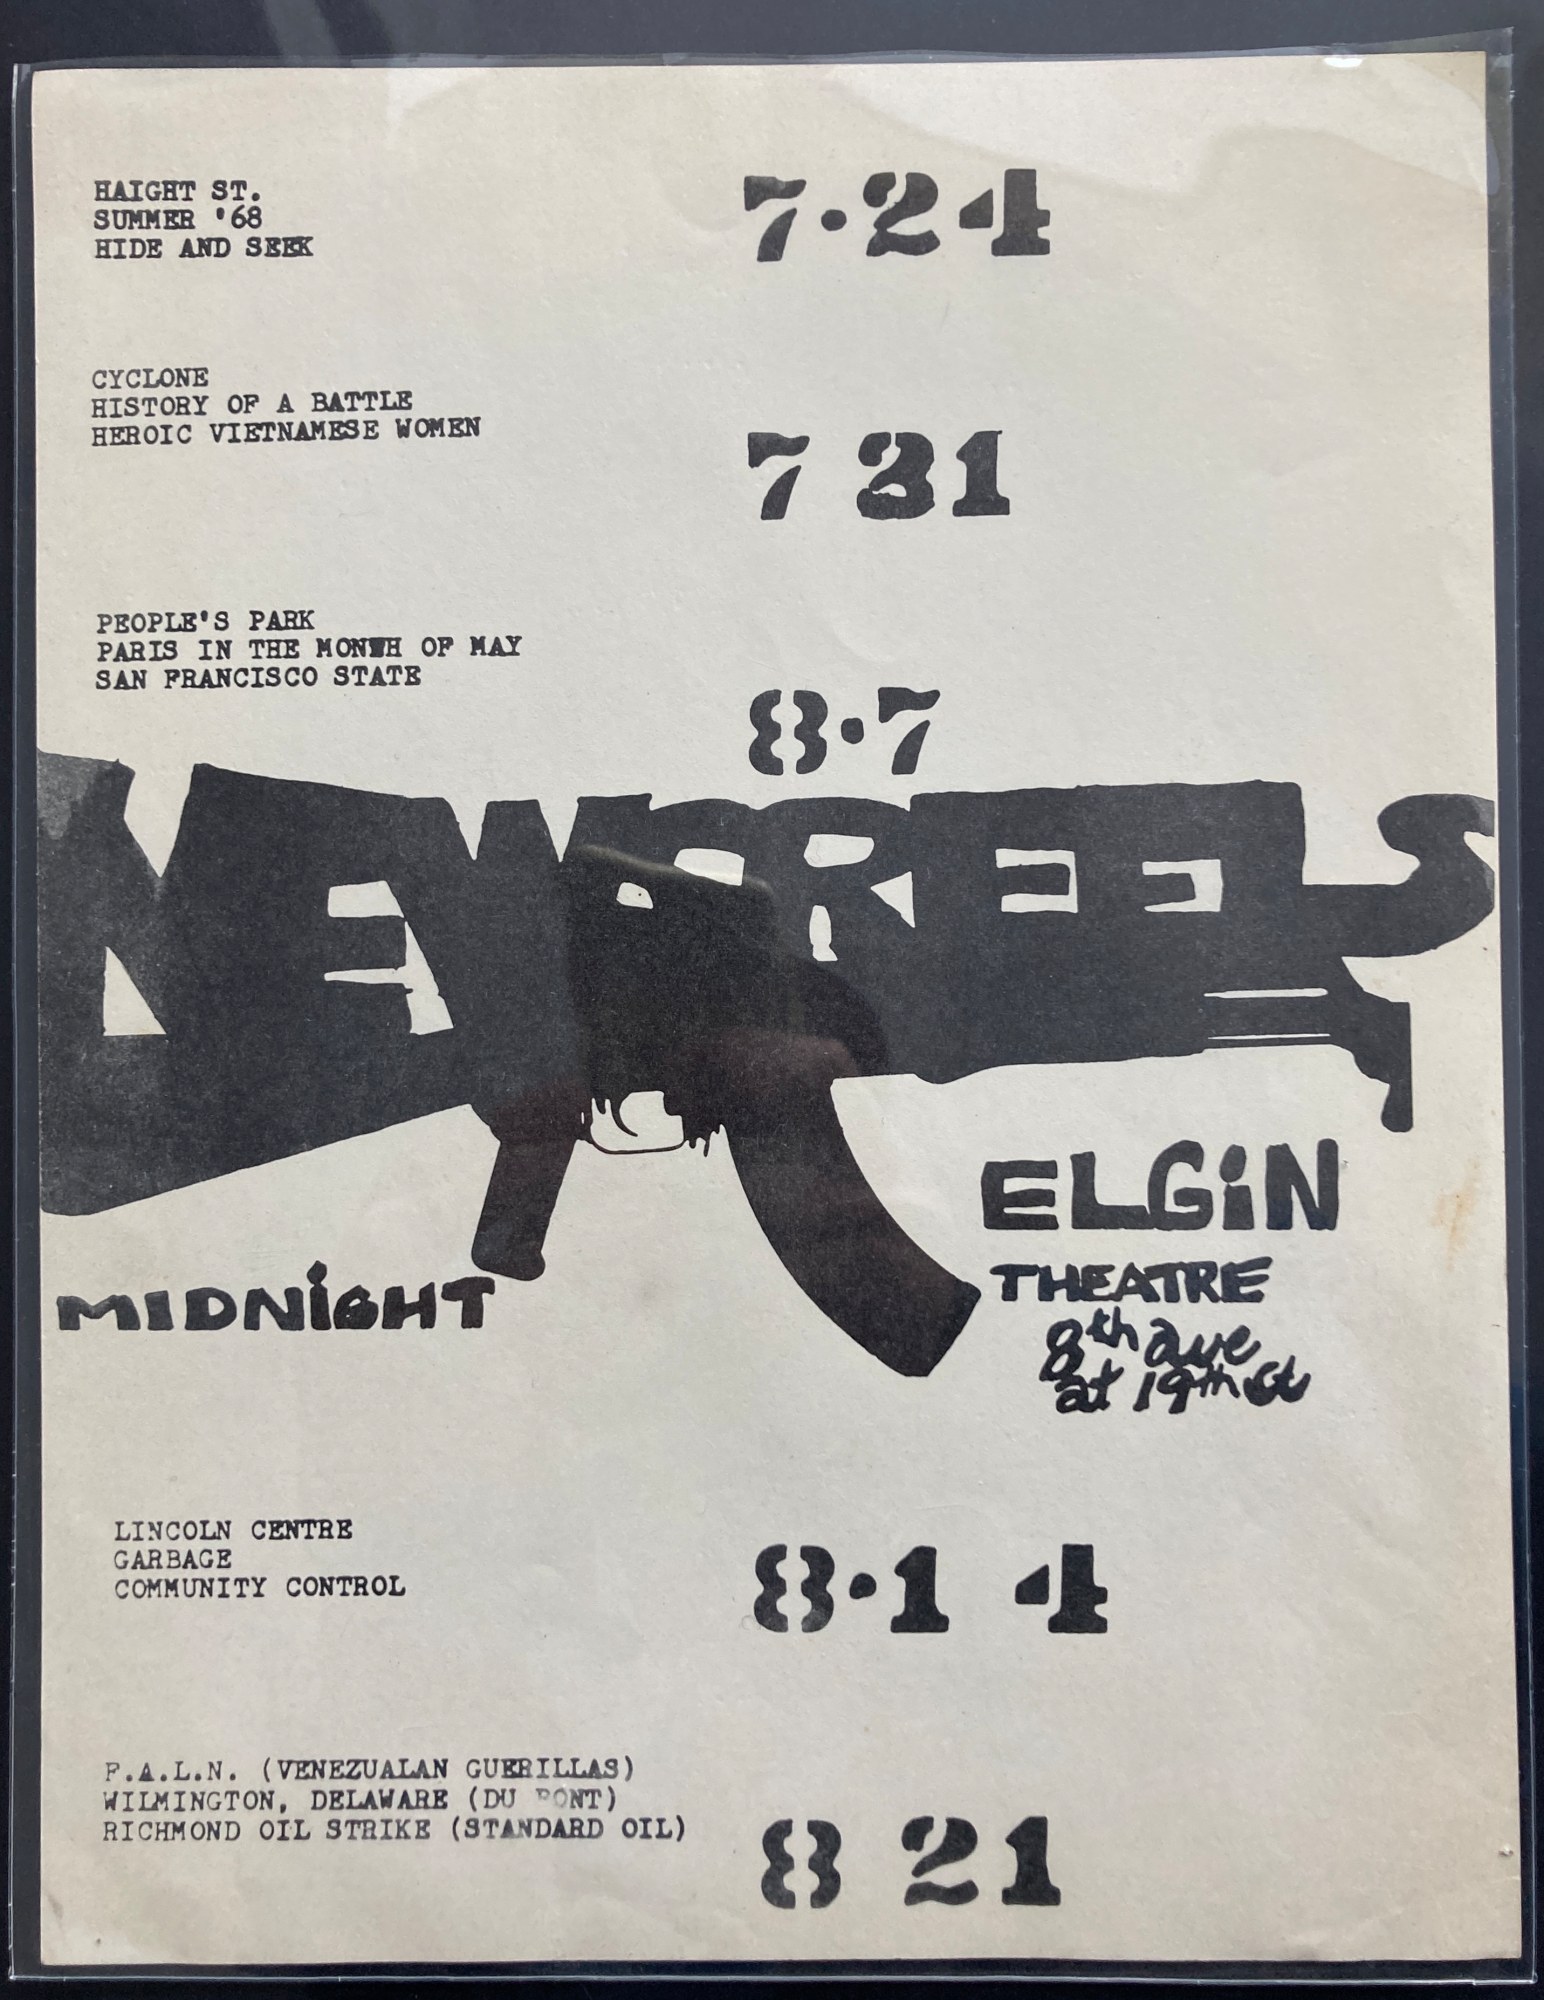 HAIGHT ST.
SUMMER '68
HIDE AND SEEK
7·24
CYCLONE
HISTORY OF A BATTLE
HEROIC VIETNAMESE WOMEN
7 31
PEOPLE'S PARK
PARIS IN THE MONTH OF MAY
SAN FRANCISCO STATE
8·7
NEWSREELS
ELGIN
THEATRE
8th ave
at 19th St
MIDNIGHT
LINCOLN CENTRE
GARBAGE
COMMUNITY CONTROL
8·14
F.A.L.N. (VENEZUALAN GUERILLAS)
WILMINGTON, DELAWARE (DU PONT)
RICHMOND OIL STRIKE (STANDARD OIL)
8 21